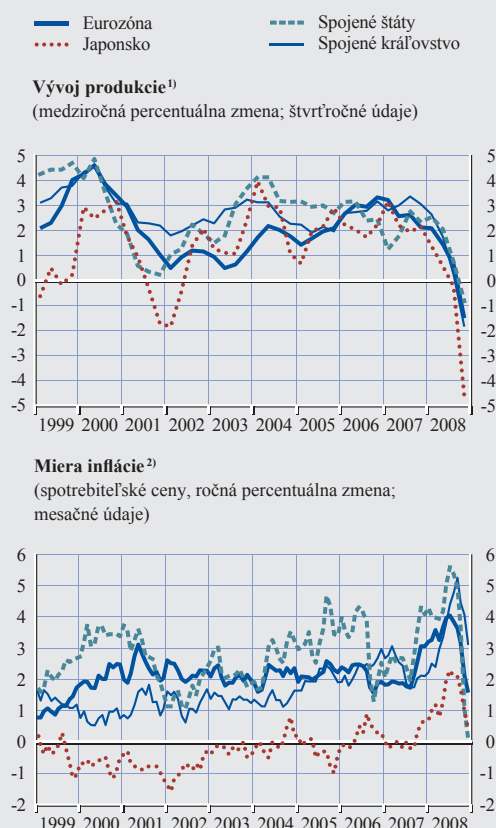 Eurozóna
Japonsko
Spojené štáty
Spojené kráľovstvo
Vývoj produkcie 1)
(medziročná percentuálna zmena; štvrťročné údaje)
5 5
4 4
3 3
2 2
1 1
0 0
-1 -1
-2 -2
-3 -3
-4 -4
-5 -5
1999 2000 2001 2002 2003 2004 2005 2006 2007 2008
Miera inflácie 2)
(spotrebiteľské ceny, ročná percentuálna zmena;
mesačné údaje)
6 6
5 5
4 4
3 3
2 2
1 1
0 0
-1 -1
-2 -2
1999 2000 2001 2002 2003 2004 2005 2006 2007 2008